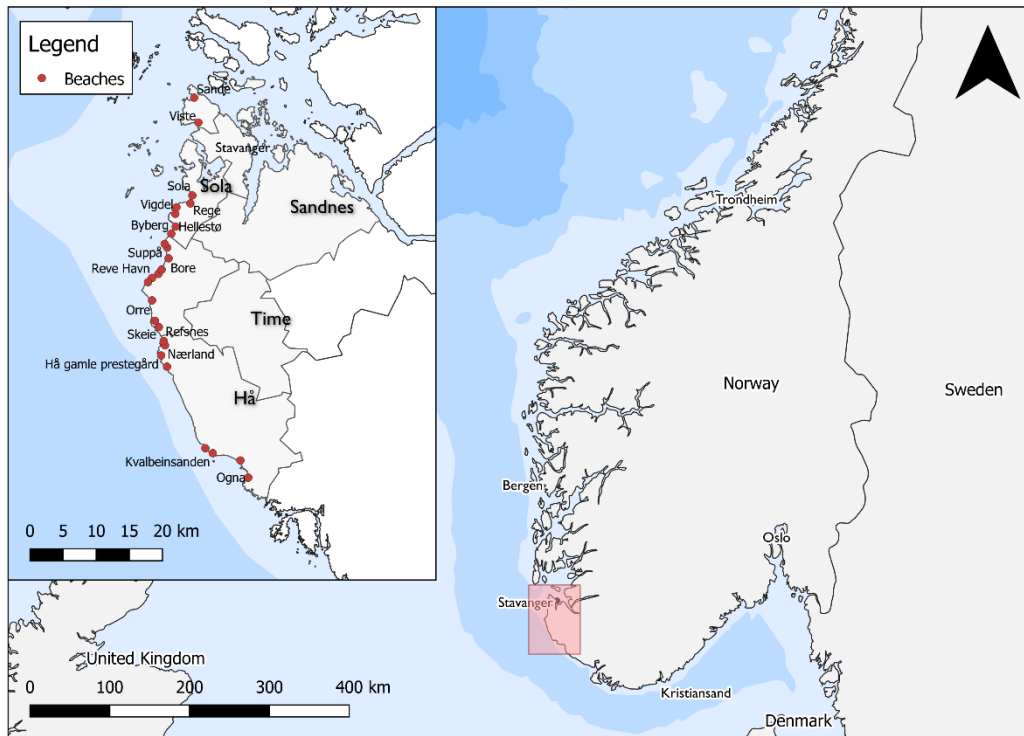 Legend
Beaches
Sande
Viste
Stavanger
Sola
Sola
Rege
Vigdel
Sandnes
Byberg
Hellestø
Suppå
Reve Havn
Bore
Orre
Time
Skeie
Refsnes
Nærland
Hå gamle prestegård
Hå
Kvalbeinsanden
Ogna
0 5 10 15 20 km
Trondheim
Norway
Sweden
Bergen
Oslo
Stavanger
United Kingdom
Kristiansand
0 100 200 300 400 km
Denmark